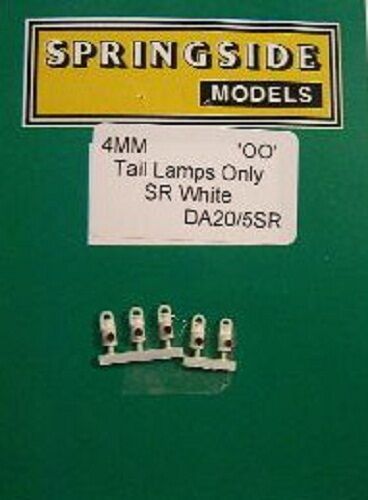 SPRINGSIDE
MODELS
4MM 'OO'
Tail Lamps Only
SR White
DA20/5SR